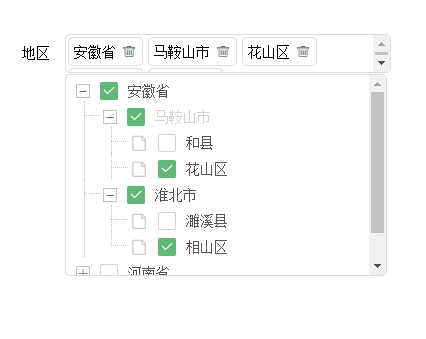 地区 安徽省 马鞍山市 花山区
安徽省
马鞍山市
和县
花山区
淮北市
濉溪县
相山区
河南省